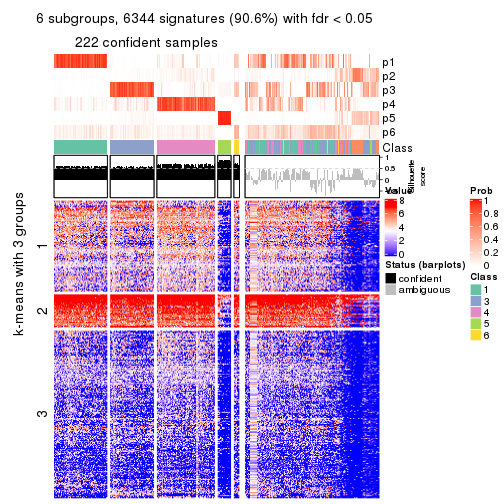 6 subgroups, 6344 signatures (90.6%) with fdr < 0.05
222 confident samples
p1
p2
p3
p4
p5
p6
Class
1
0.5
0
Silhouette
score
k-means with 3 groups
1
2
3
Value
8
6
4
2
0
Status (barplots)
confident
ambiguous
Prob
1
0.8
0.6
0.4
0.2
0
Class
1
3
4
5
6